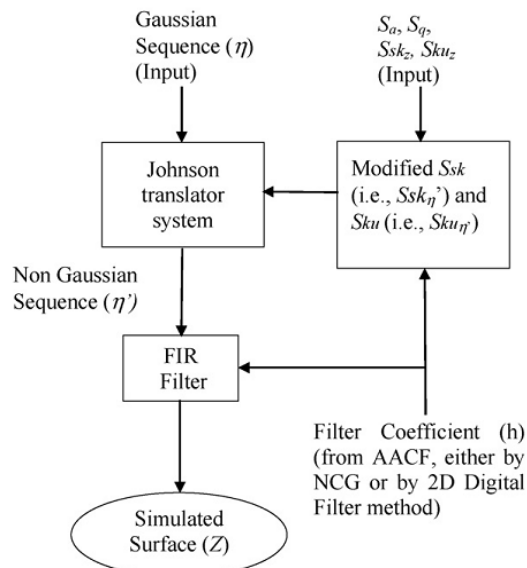 Gaussian
Sequence (η)
(Input)
Sa, Sq,
Sskz, Skuz
(Input)
Johnson
translator
system
Modified Ssk
(i.e., Sskη') and
Sku (i.e., Skuη')
Non Gaussian
Sequence (η')
FIR
Filter
Filter Coefficient (h)
(from AACF, either by
NCG or by 2D Digital
Filter method)
Simulated
Surface (Z)